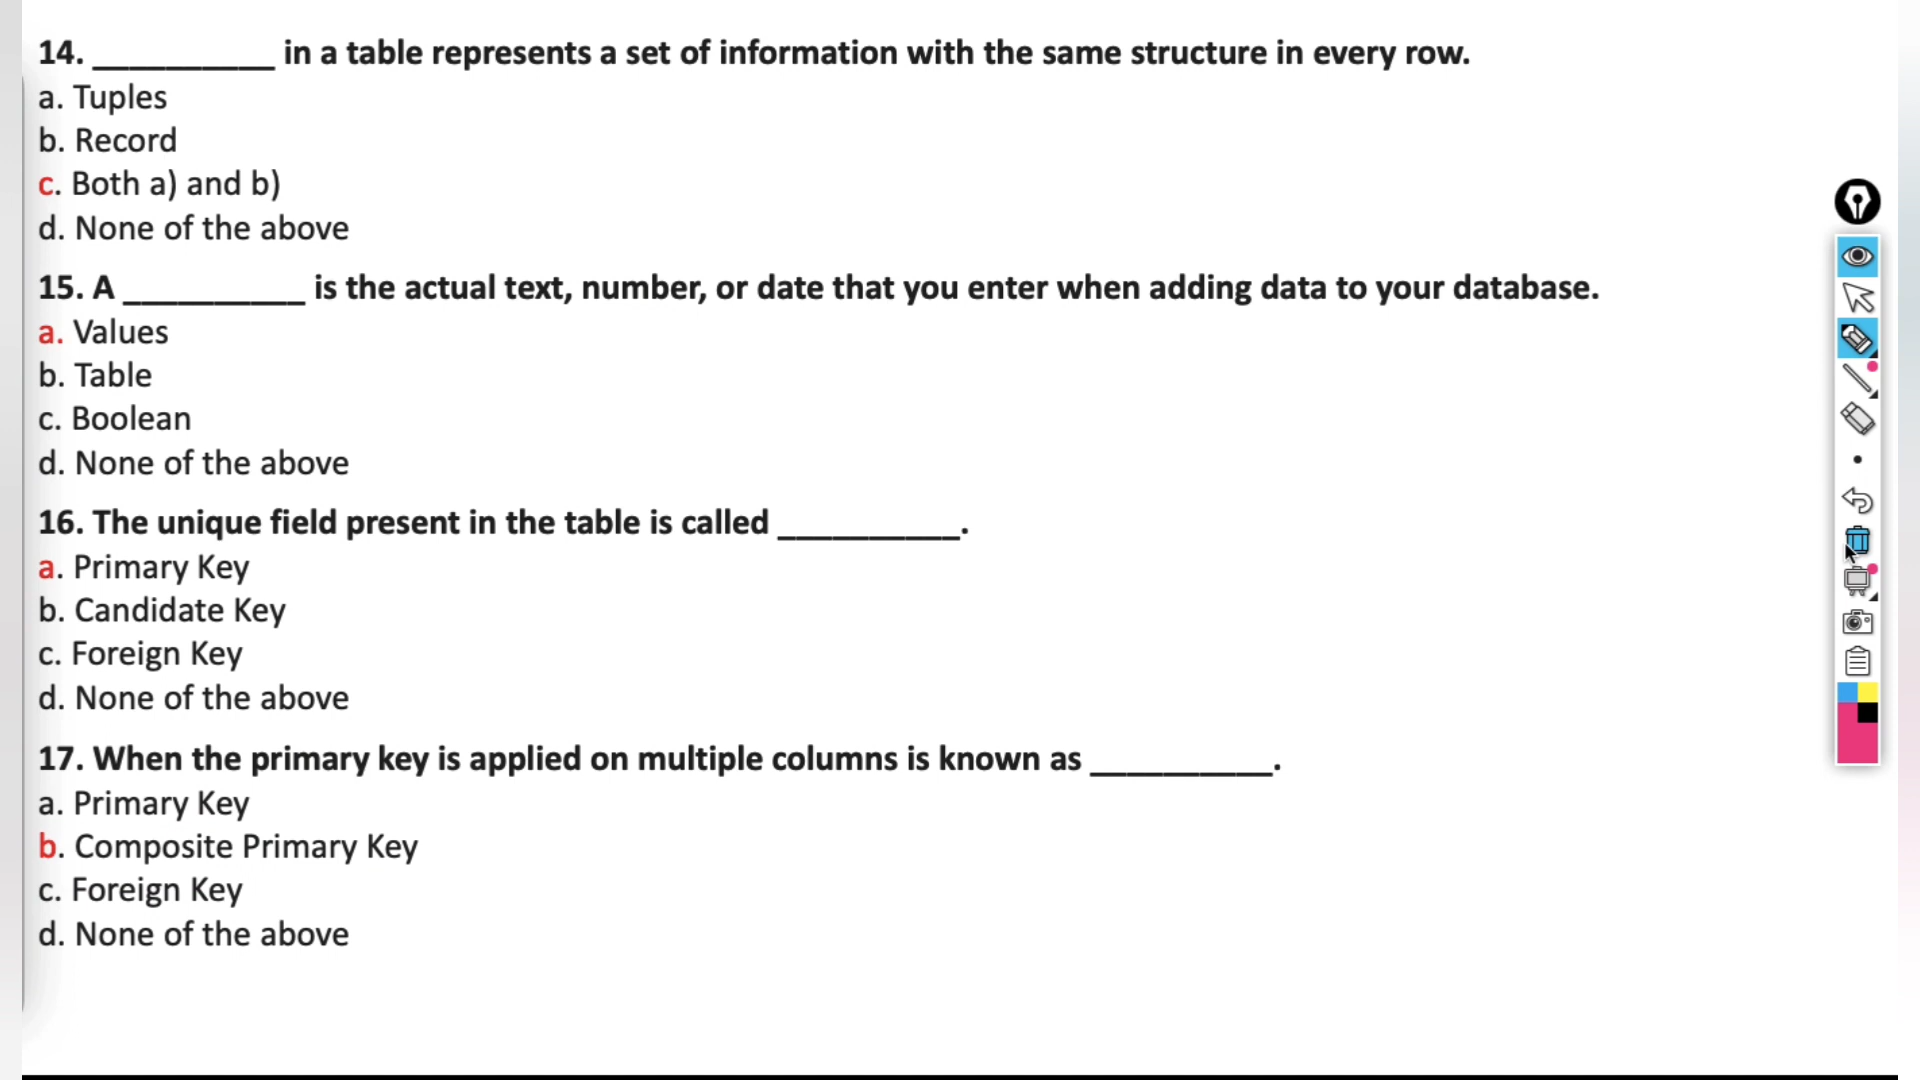 14. __________ in a table represents a set of information with the same structure in every row.
a. Tuples
b. Record
c. Both a) and b)
d. None of the above
15. A __________ is the actual text, number, or date that you enter when adding data to your database.
a. Values
b. Table
c. Boolean
d. None of the above
16. The unique field present in the table is called __________.
a. Primary Key
b. Candidate Key
c. Foreign Key
d. None of the above
17. When the primary key is applied on multiple columns is known as __________.
a. Primary Key
b. Composite Primary Key
c. Foreign Key
d. None of the above